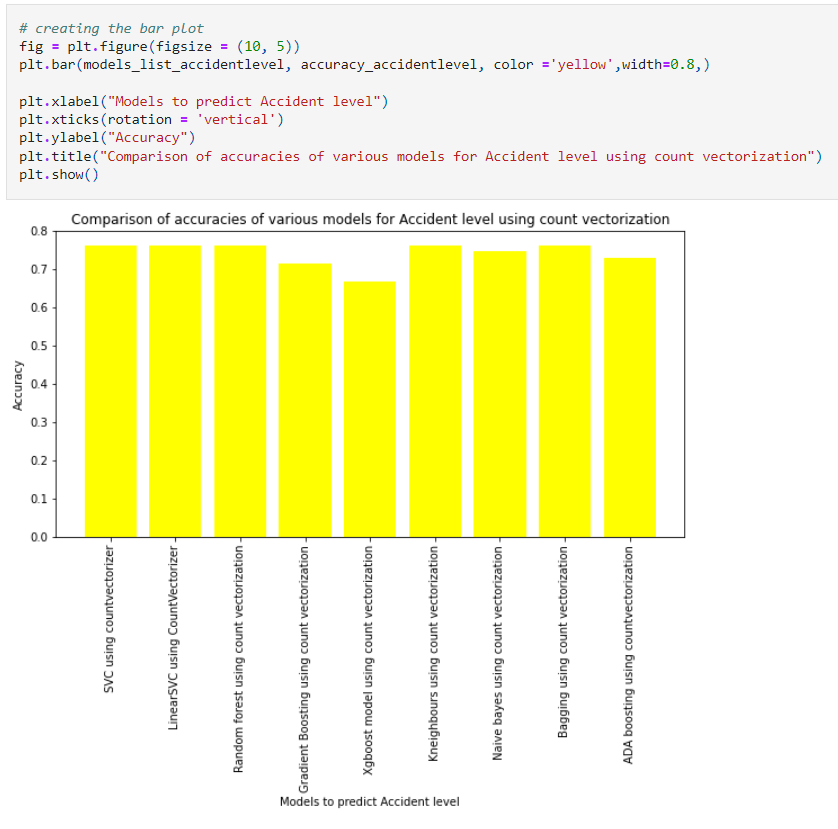 # creating the bar plot
fig = plt.figure(figsize = (10, 5))
plt.bar(models_list_accidentlevel, accuracy_accidentlevel, color ='yellow',width=0.8,)
plt.xlabel("Models to predict Accident level")
plt.xticks(rotation = 'vertical')
plt.ylabel("Accuracy")
plt.title("Comparison of accuracies of various models for Accident level using count vectorization")
plt.show()
Comparison of accuracies of various models for Accident level using count vectorization
0.8
0.7
0.6
0.5
0.4
0.3
0.2
0.1
0.0
Accuracy
SVC using countvectorizer
LinearSVC using CountVectorizer
Random forest using count vectorization
Gradient Boosting using count vectorization
Xgboost model using count vectorization
Kneighbours using count vectorization
Naive bayes using count vectorization
Bagging using count vectorization
ADA boosting using countvectorization
Models to predict Accident level